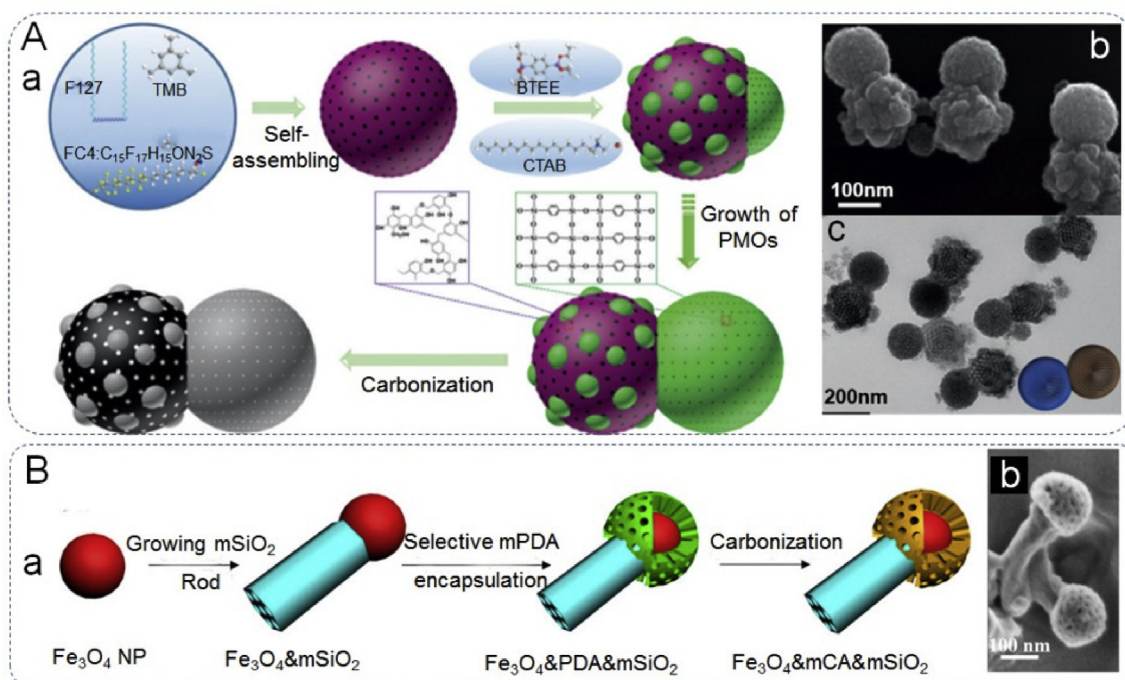 A
a
F127
TMB
FC4:C₁₅F₁₇H₁₅ON₂S
Self-
assembling
BTEE
CTAB
Growth of
PMOs
Carbonization
b
100nm
c
200nm
B
a
Growing mSiO₂
Rod
Selective mPDA
encapsulation
Carbonization
Fe₃O₄ NP
Fe₃O₄&mSiO₂
Fe₃O₄&PDA&mSiO₂
Fe₃O₄&mCA&mSiO₂
b
100 nm